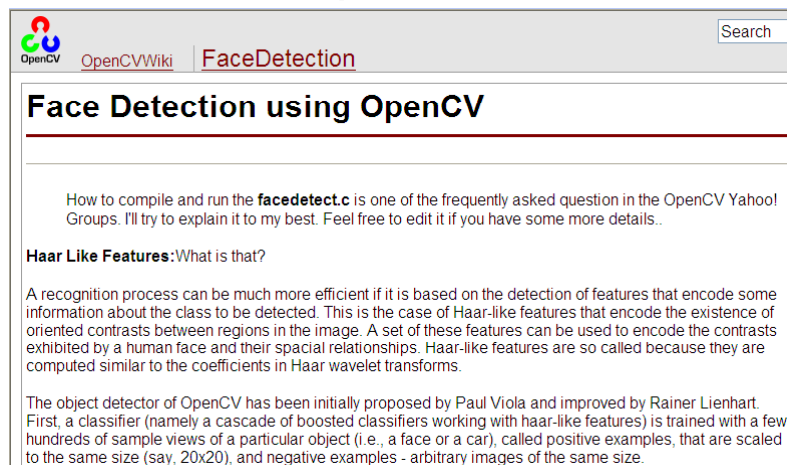 Search
OpenCV
OpenCVWiki
FaceDetection
Face Detection using OpenCV
How to compile and run the facedetect.c is one of the frequently asked question in the OpenCV Yahoo!
Groups. I'll try to explain it to my best. Feel free to edit it if you have some more details..
Haar Like Features:What is that?
A recognition process can be much more efficient if it is based on the detection of features that encode some
information about the class to be detected. This is the case of Haar-like features that encode the existence of
oriented contrasts between regions in the image. A set of these features can be used to encode the contrasts
exhibited by a human face and their spacial relationships. Haar-like features are so called because they are
computed similar to the coefficients in Haar wavelet transforms.
The object detector of OpenCV has been initially proposed by Paul Viola and improved by Rainer Lienhart.
First, a classifier (namely a cascade of boosted classifiers working with haar-like features) is trained with a few
hundreds of sample views of a particular object (i.e., a face or a car), called positive examples, that are scaled
to the same size (say, 20x20), and negative examples - arbitrary images of the same size.